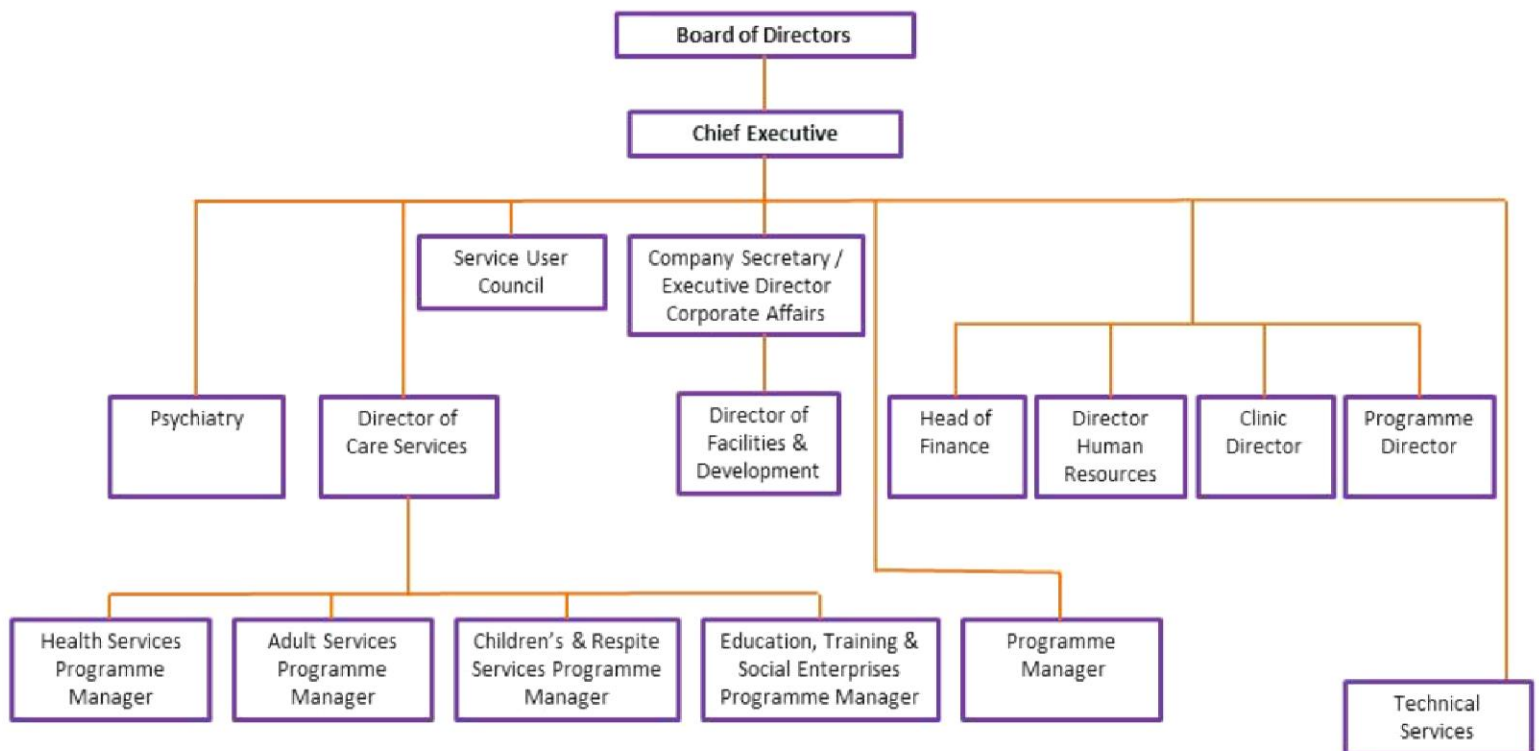 Board of Directors
Chief Executive
Service User
Council
Company Secretary /
Executive Director
Corporate Affairs
Psychiatry
Director of
Care Services
Director of
Facilities &
Development
Head of
Finance
Director
Human
Resources
Clinic
Director
Programme
Director
Health Services
Programme
Manager
Adult Services
Programme
Manager
Children's & Respite
Services Programme
Manager
Education, Training &
Social Enterprises
Programme Manager
Programme
Manager
Technical
Services